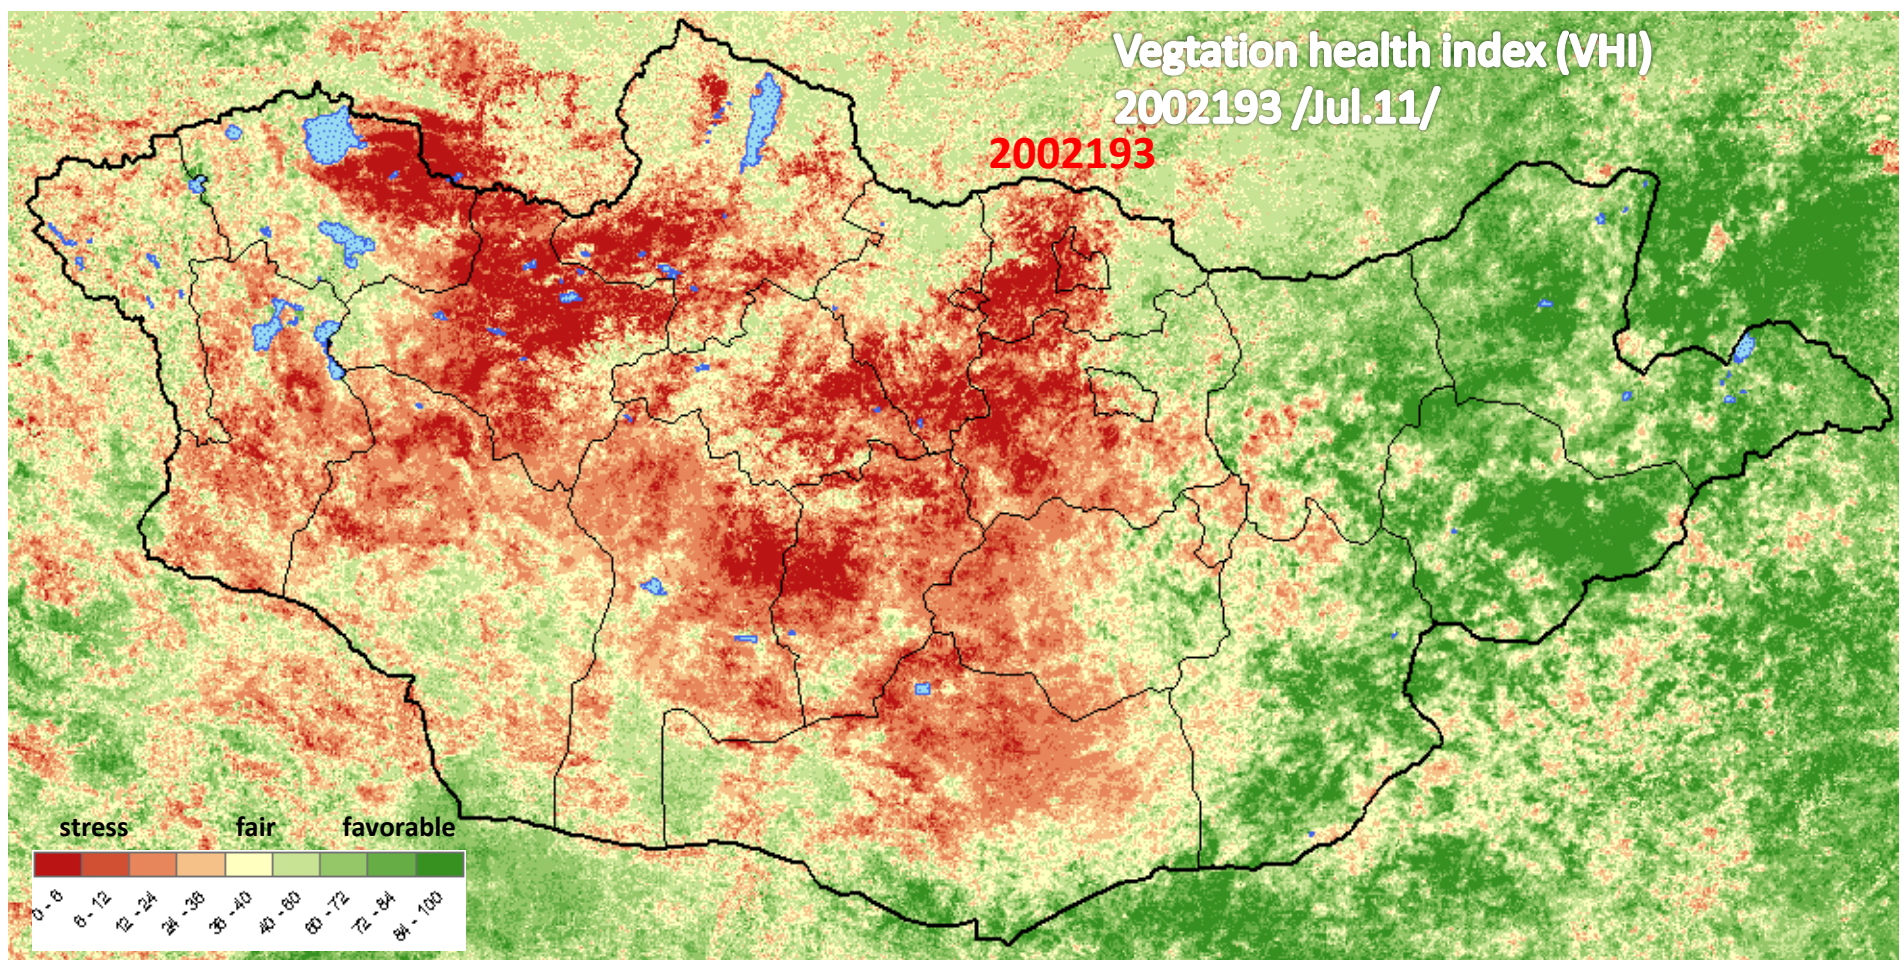 Vegtation health index (VHI)
2002193 /Jul.11/
2002193
stress fair favorable
0 - 6 6 - 12 12 - 24 24 - 36 36 - 40 40 - 60 60 - 72 72 - 84 84 - 100